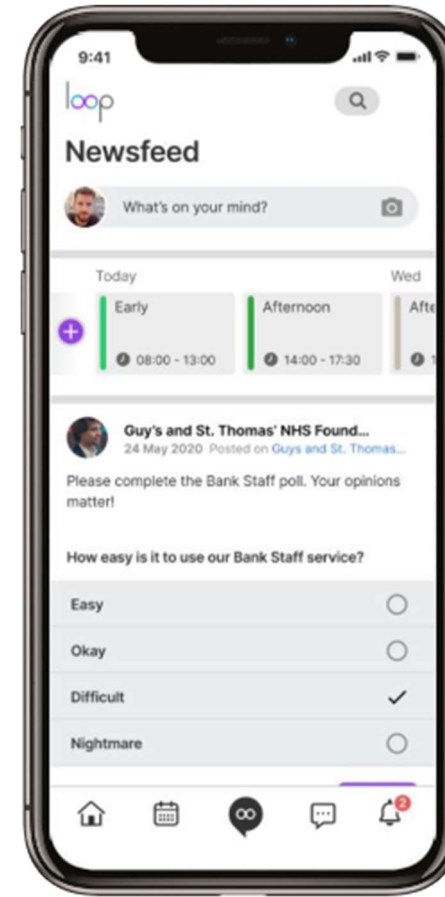 9:41
loop
Newsfeed
What's on your mind?
Today
Wed
Early
Afternoon
Afte
08:00 - 13:00
14:00 - 17:30
1
Guy's and St. Thomas' NHS Found...
24 May 2020 Posted on Guys and St. Thomas...
Please complete the Bank Staff poll. Your opinions
matter!
How easy is it to use our Bank Staff service?
Easy
Okay
Difficult
Nightmare
2